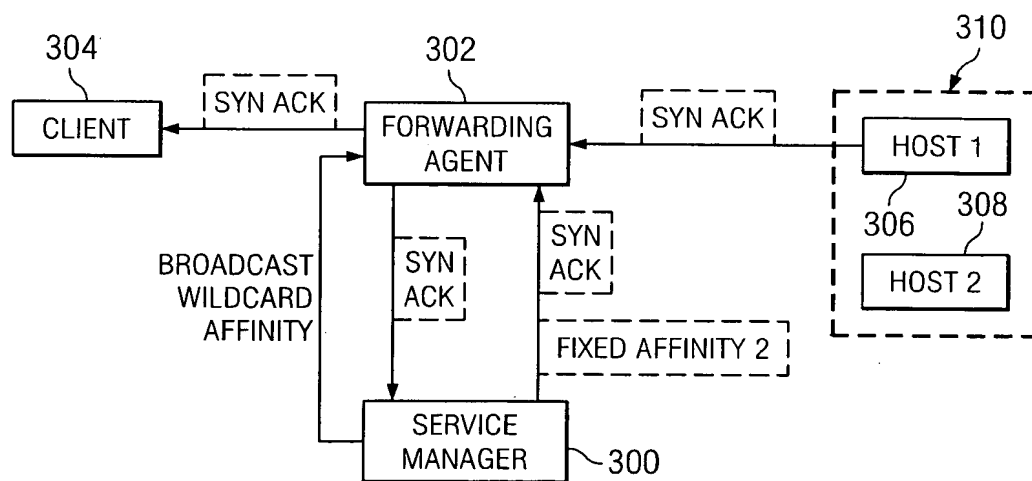 310
304
302
SYN ACK
SYN ACK
CLIENT
FORWARDING
AGENT
HOST 1
306
308
HOST 2
BROADCAST
WILDCARD
AFFINITY
SYN
ACK
SYN
ACK
FIXED AFFINITY 2
SERVICE
MANAGER
300